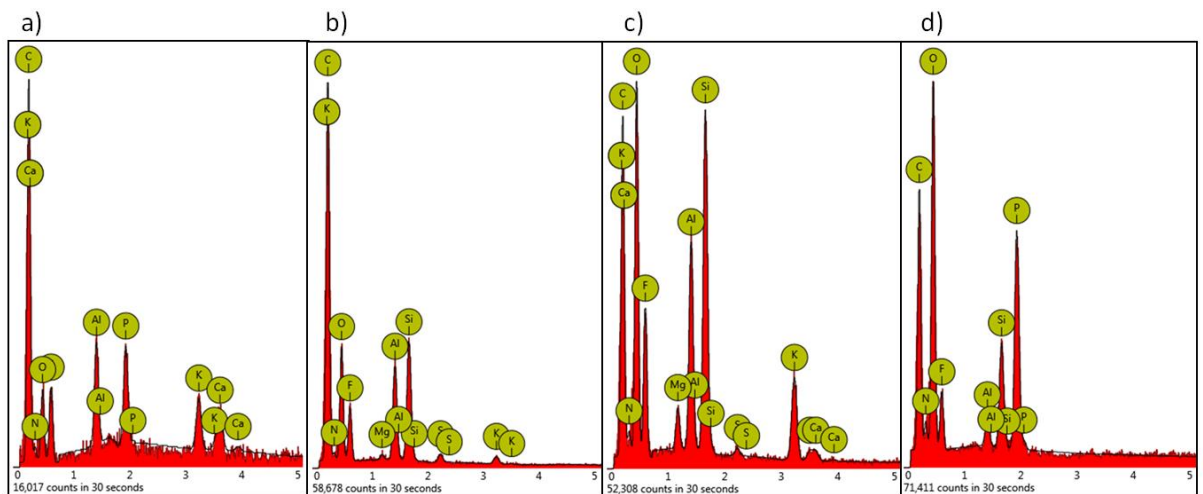 a) b) c) d)
C
K
Ca
O
N
Al
Al
P
P
K
K
Ca
Ca
0 1 2 3 4 5
16,017 counts in 30 seconds
C
K
O
N
F
Mg
Al
Al
Si
Si
S
S
K
K
0 1 2 3 4 5
58,678 counts in 30 seconds
O
C
K
Ca
N
F
Mg
Al
Al
Si
Si
S
S
K
Ca
Ca
0 1 2 3 4 5
52,308 counts in 30 seconds
O
C
N
F
Al
Al
Si
Si
P
P
0 1 2 3 4 5
71,411 counts in 30 seconds